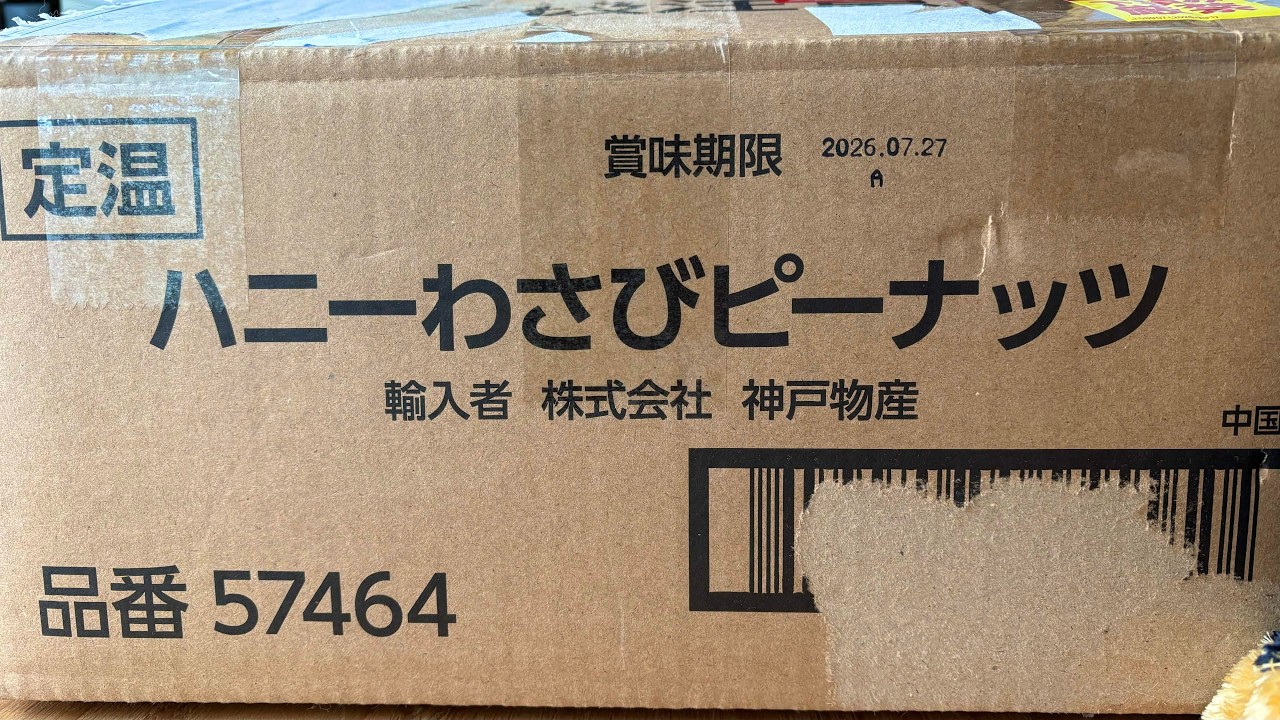 定温
賞味期限 2026.07.27
A
ハニーわさびピーナッツ
輸入者 株式会社 神戸物産
中国
品番 57464